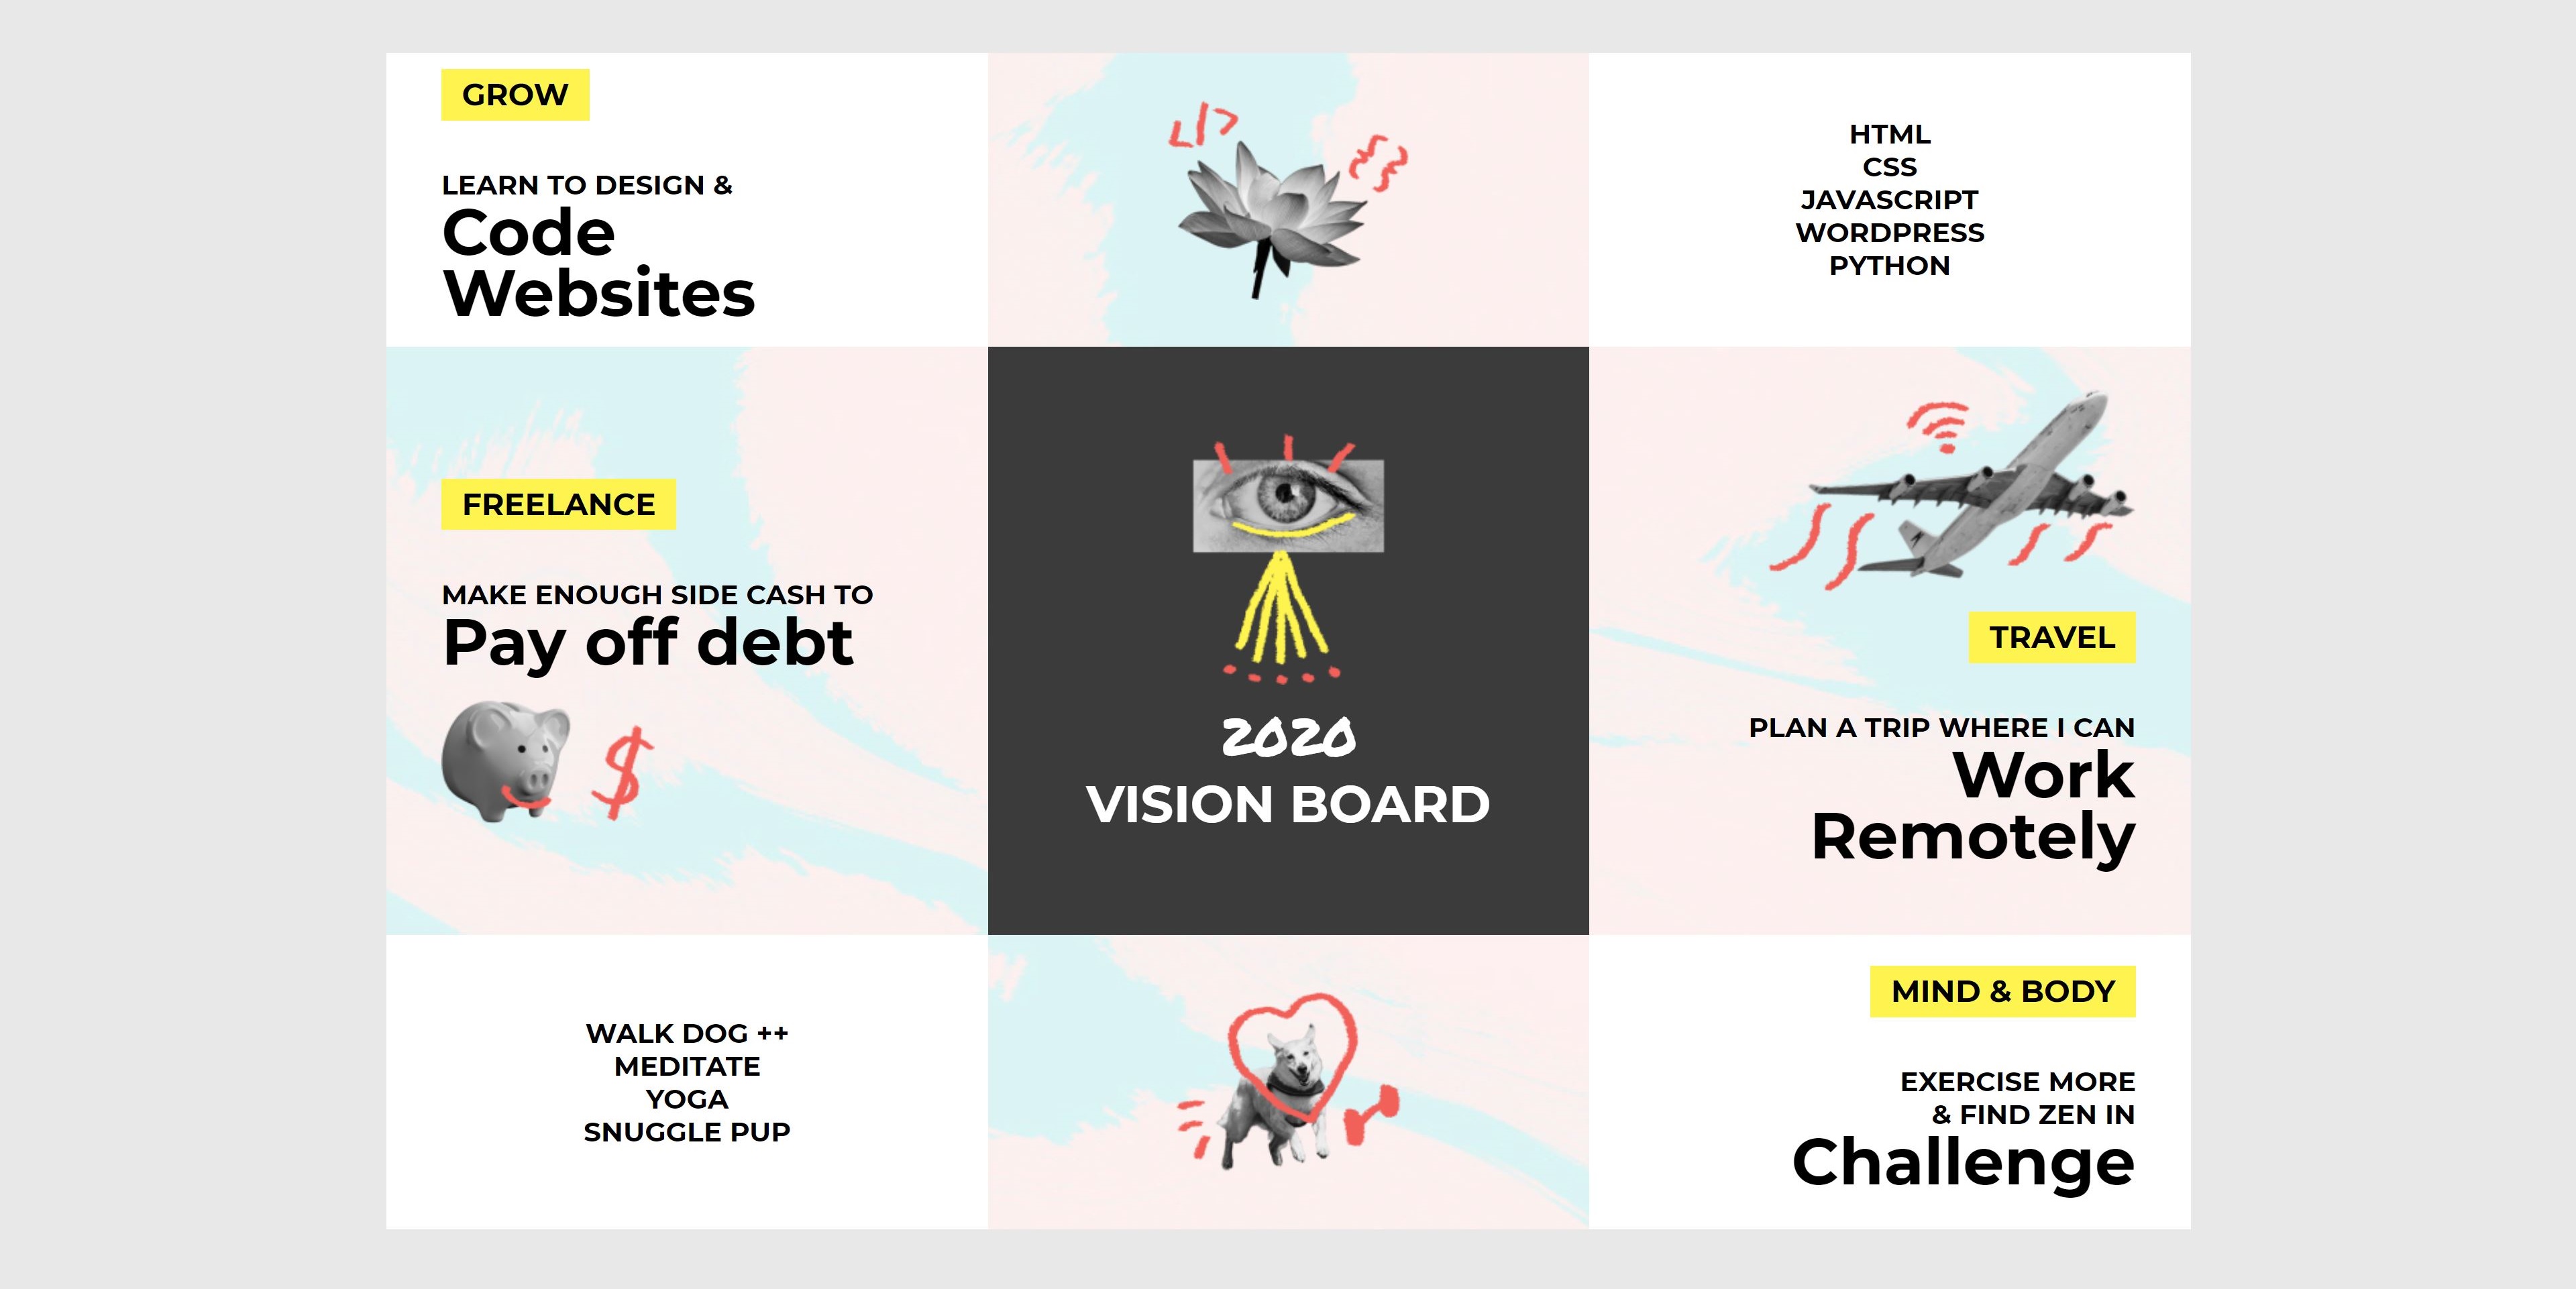 GROW
LEARN TO DESIGN &
Code
Websites
</>
{}
HTML
CSS
JAVASCRIPT
WORDPRESS
PYTHON
FREELANCE
MAKE ENOUGH SIDE CASH TO
Pay off debt
$
2020
VISION BOARD
TRAVEL
PLAN A TRIP WHERE I CAN
Work
Remotely
WALK DOG ++
MEDITATE
YOGA
SNUGGLE PUP
MIND & BODY
EXERCISE MORE
& FIND ZEN IN
Challenge